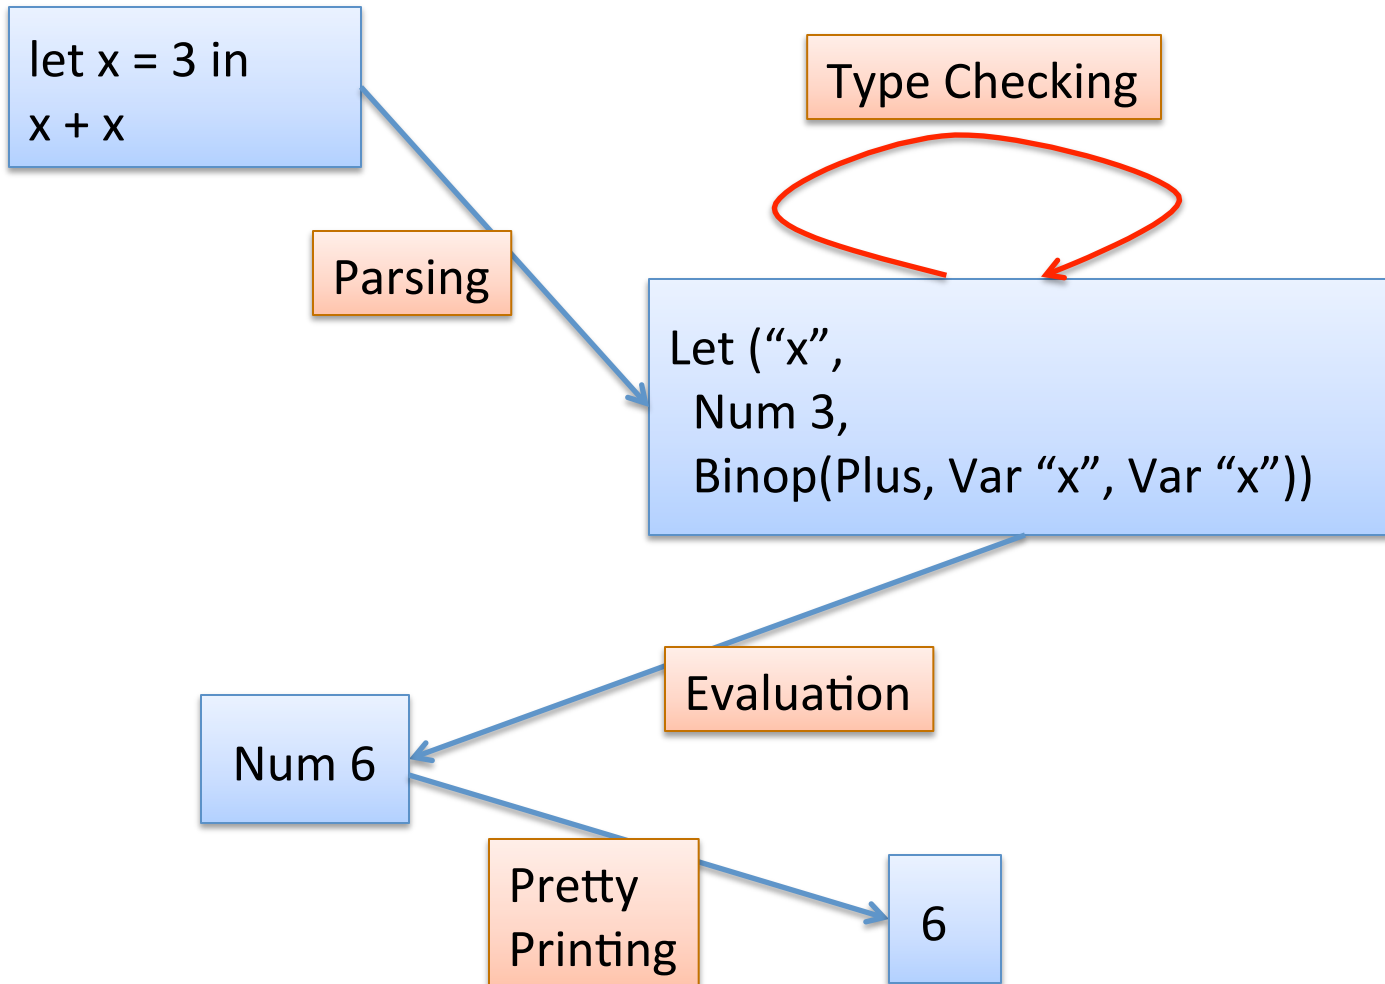 let x = 3 in
x + x
Type Checking
Parsing
Let (“x”,
Num 3,
Binop(Plus, Var “x”, Var “x”))
Evaluation
Num 6
Pretty
Printing
6